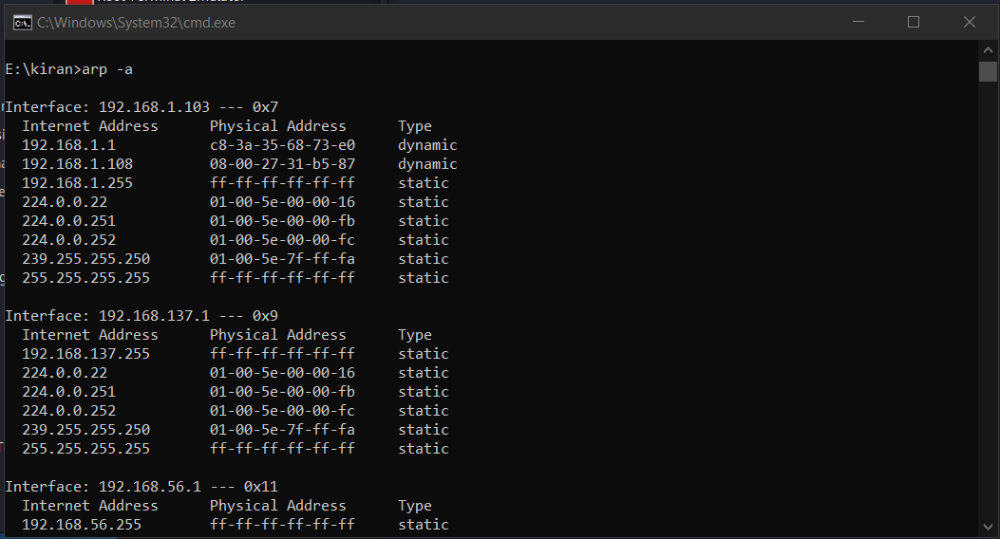 Root Terminal Emulator
C:\Windows\System32\cmd.exe
E:\kiran>arp -a
Interface: 192.168.1.103 --- 0x7
Internet Address Physical Address Type
192.168.1.1 c8-3a-35-68-73-e0 dynamic
192.168.1.108 08-00-27-31-b5-87 dynamic
192.168.1.255 ff-ff-ff-ff-ff-ff static
224.0.0.22 01-00-5e-00-00-16 static
224.0.0.251 01-00-5e-00-00-fb static
224.0.0.252 01-00-5e-00-00-fc static
239.255.255.250 01-00-5e-7f-ff-fa static
255.255.255.255 ff-ff-ff-ff-ff-ff static
Interface: 192.168.137.1 --- 0x9
Internet Address Physical Address Type
192.168.137.255 ff-ff-ff-ff-ff-ff static
224.0.0.22 01-00-5e-00-00-16 static
224.0.0.251 01-00-5e-00-00-fb static
224.0.0.252 01-00-5e-00-00-fc static
239.255.255.250 01-00-5e-7f-ff-fa static
255.255.255.255 ff-ff-ff-ff-ff-ff static
Interface: 192.168.56.1 --- 0x11
Internet Address Physical Address Type
192.168.56.255 ff-ff-ff-ff-ff-ff static